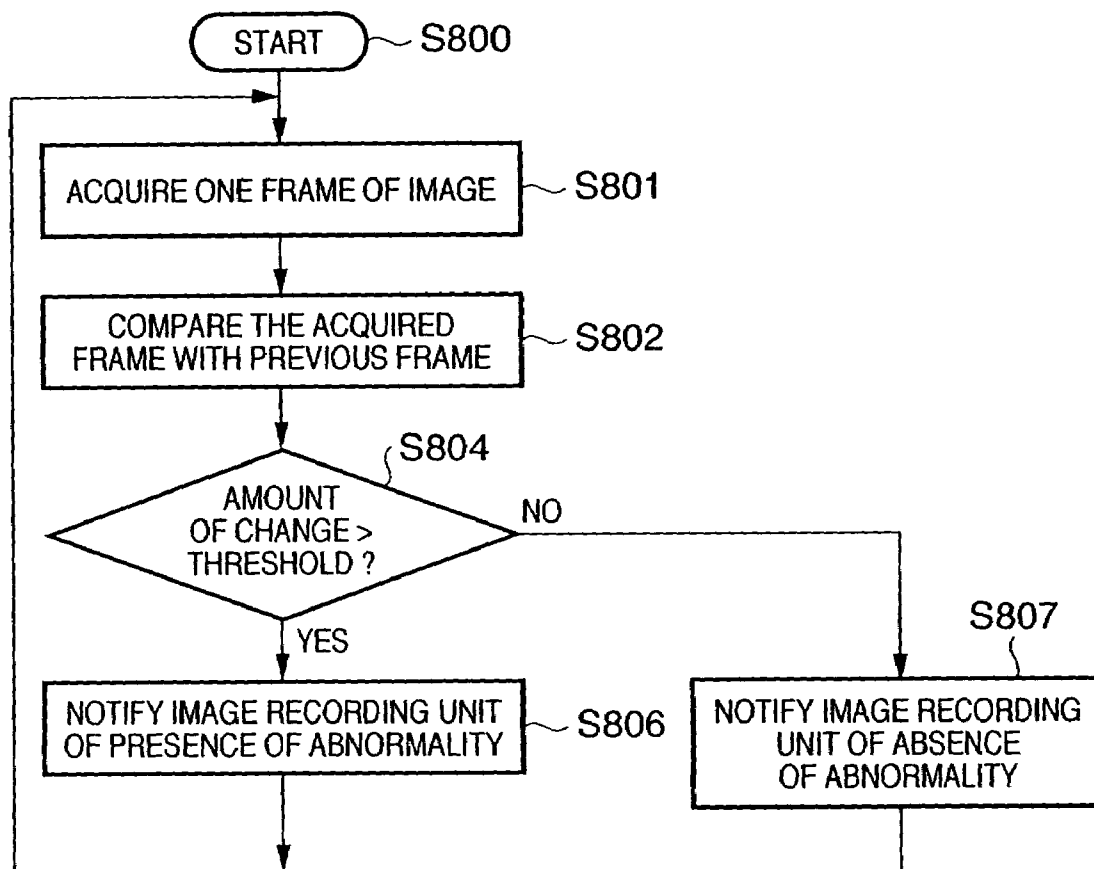 START
S800
ACQUIRE ONE FRAME OF IMAGE
S801
COMPARE THE ACQUIRED
FRAME WITH PREVIOUS FRAME
S802
S804
AMOUNT
OF CHANGE >
THRESHOLD ?
NO
YES
S807
NOTIFY IMAGE RECORDING UNIT
OF PRESENCE OF ABNORMALITY
S806
NOTIFY IMAGE RECORDING
UNIT OF ABSENCE
OF ABNORMALITY